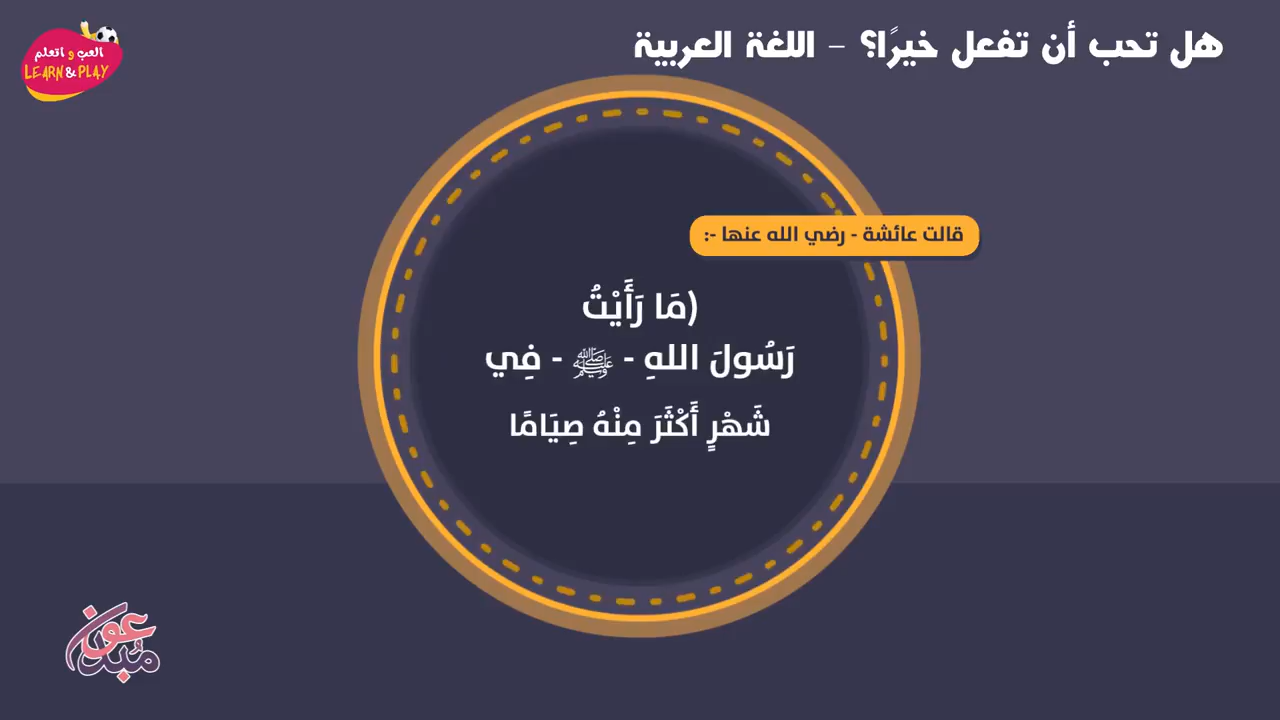 هل تحب أن تفعل خيرًا؟ – اللغة العربية
العب و اتعلم
LEARN & PLAY
قالت عائشة - رضي الله عنها -:
(مَا رَأَيْتُ
رَسُولَ اللهِ - ﷺ - فِي
شَهْرٍ أَكْثَرَ مِنْهُ صِيَامًا
مُبدعون